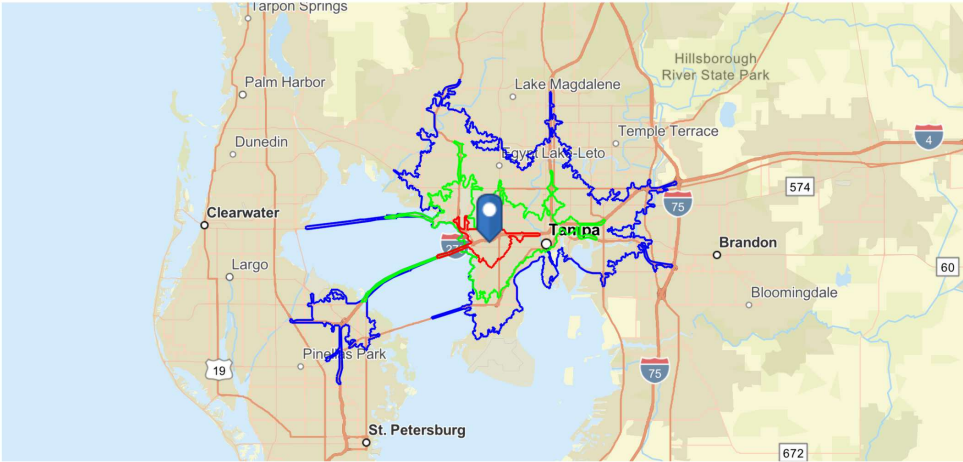 Tarpon Springs
Hillsborough
River State Park
Palm Harbor
Lake Magdalene
Temple Terrace
4
Dunedin
Egypt Lake-Leto
574
75
Clearwater
Tampa
Brandon
Largo
60
Bloomingdale
Pinellas Park
19
75
St. Petersburg
672